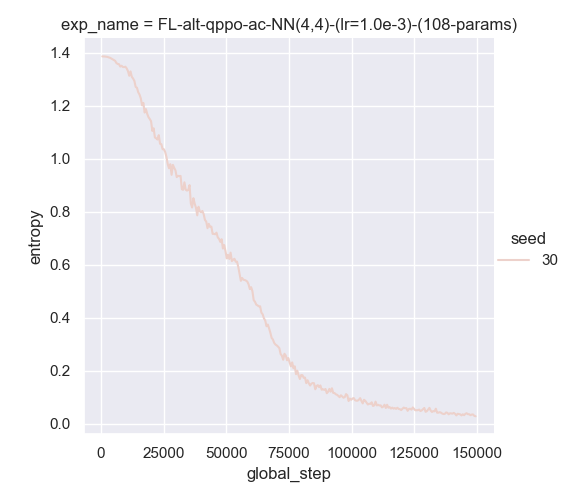 exp_name = FL-alt-qppo-ac-NN(4,4)-(lr=1.0e-3)-(108-params)
1.4
1.2
1.0
0.8
0.6
0.4
0.2
0.0
entropy
0 25000 50000 75000 100000 125000 150000
global_step
seed
30